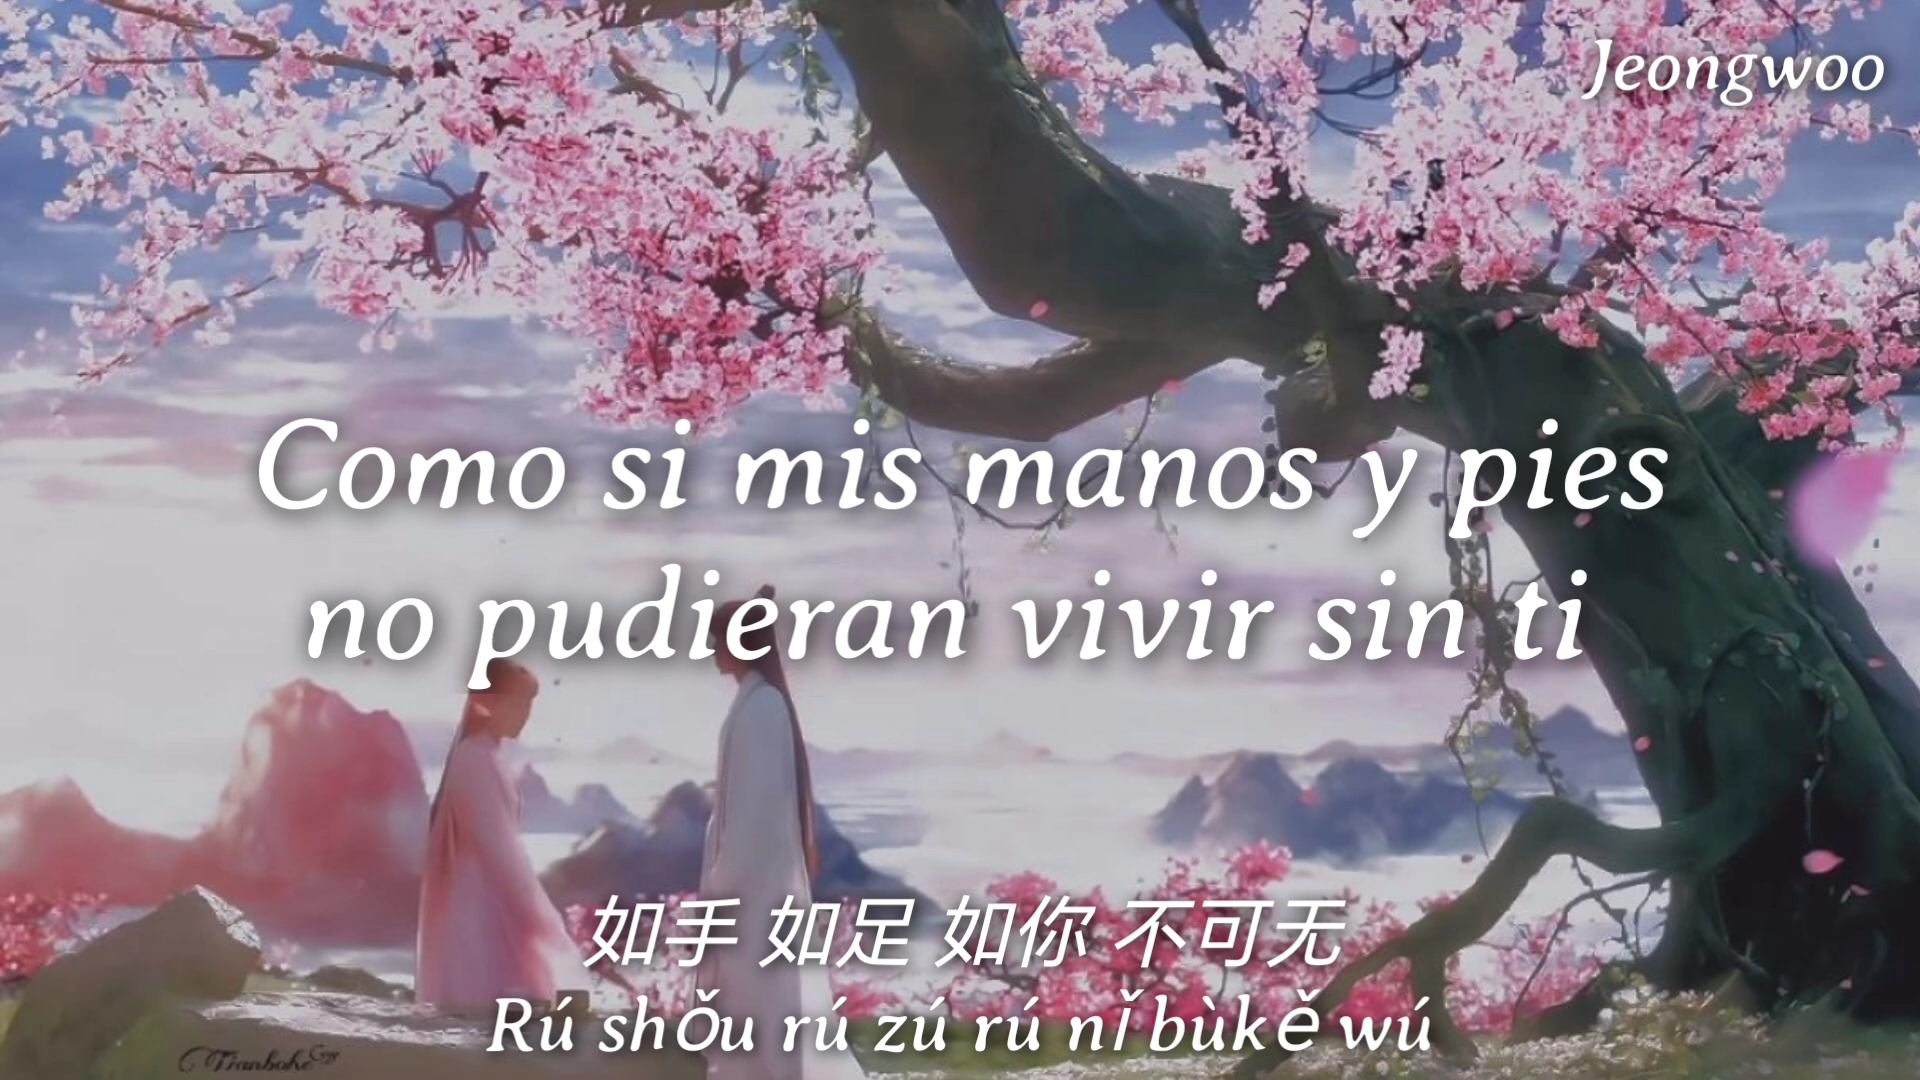 Jeongwoo
Como si mis manos y pies
no pudieran vivir sin ti
如手 如足 如你 不可无
Rú shǒu rú zú rú nǐ bùkě wú